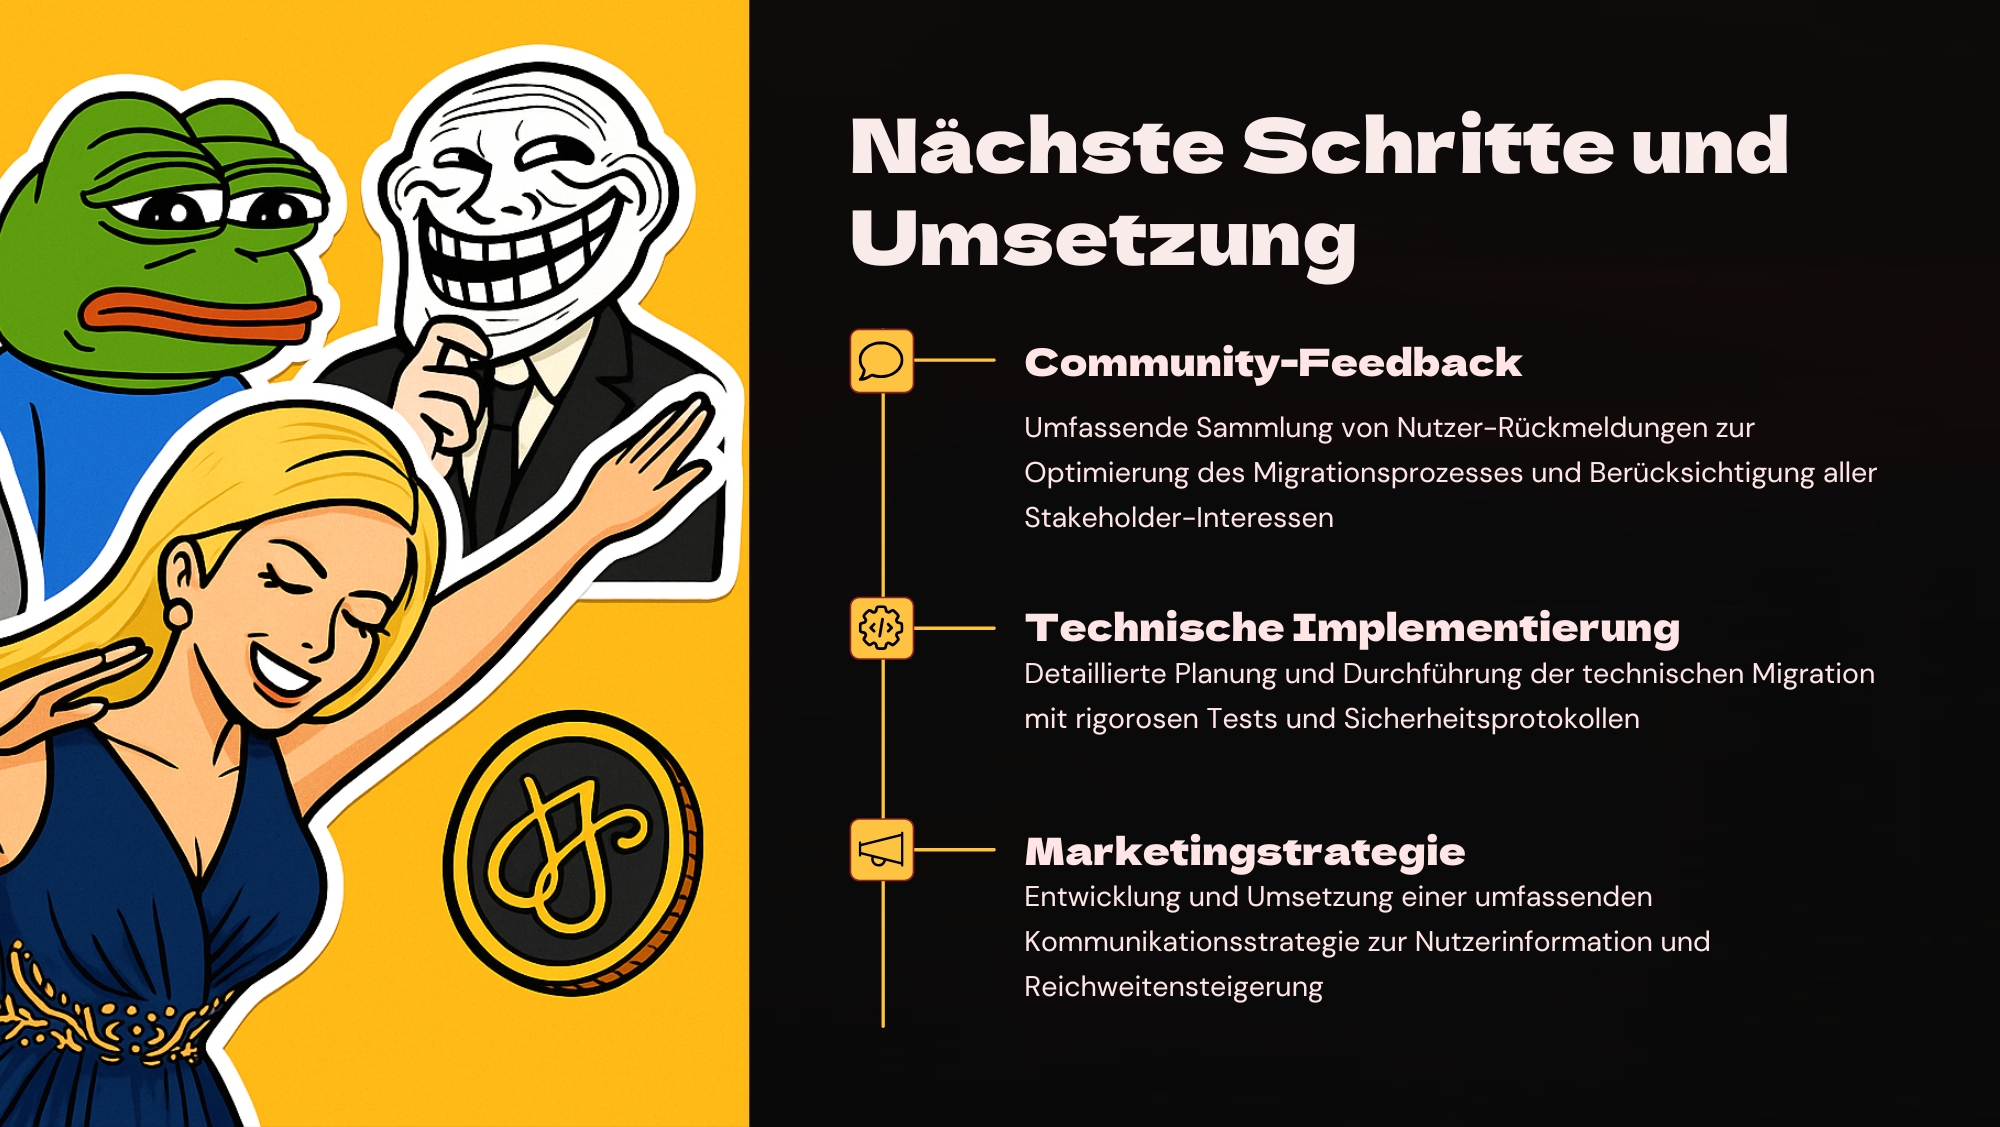 Nächste Schritte und
Umsetzung
Community-Feedback
Umfassende Sammlung von Nutzer-Rückmeldungen zur
Optimierung des Migrationsprozesses und Berücksichtigung aller
Stakeholder-Interessen
Technische Implementierung
Detaillierte Planung und Durchführung der technischen Migration
mit rigorosen Tests und Sicherheitsprotokollen
Marketingstrategie
Entwicklung und Umsetzung einer umfassenden
Kommunikationsstrategie zur Nutzerinformation und
Reichweitensteigerung